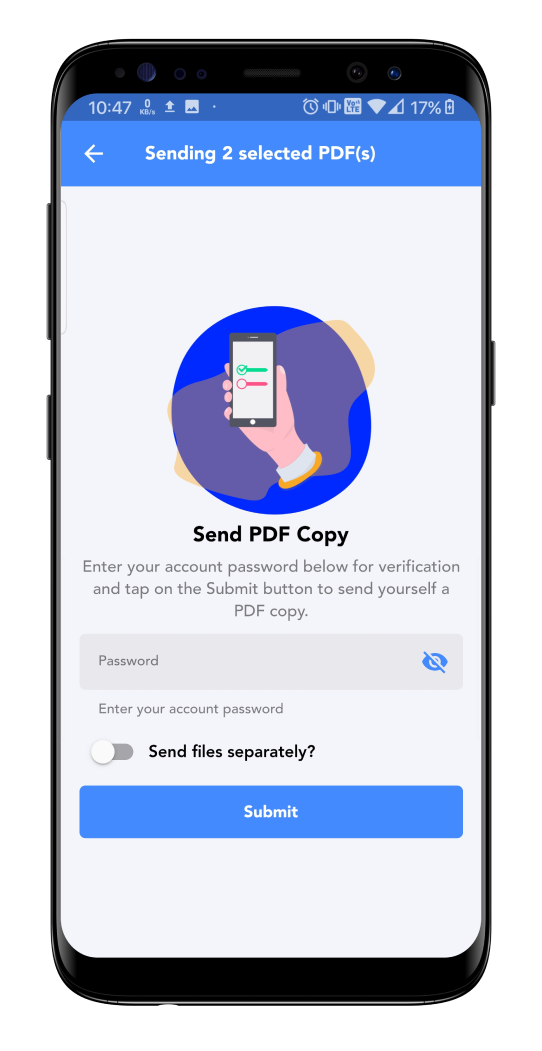 10:47 0 KB/s VoLTE 17%
Sending 2 selected PDF(s)
Send PDF Copy
Enter your account password below for verification
and tap on the Submit button to send yourself a
PDF copy.
Password
Enter your account password
Send files separately?
Submit